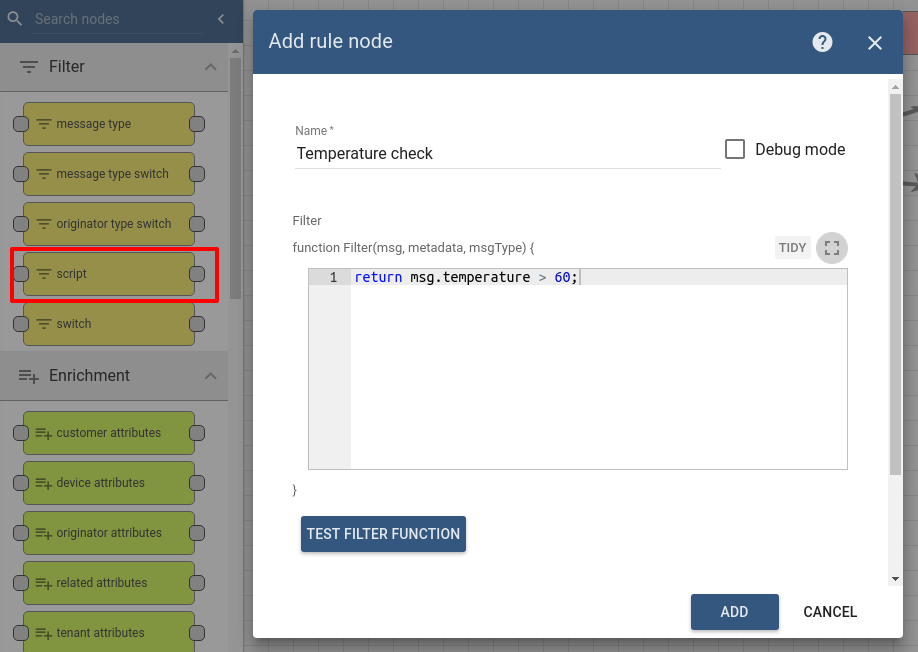 Search nodes
Filter
message type
message type switch
originator type switch
script
switch
Enrichment
customer attributes
device attributes
originator attributes
related attributes
tenant attributes
Add rule node
?
Name *
Temperature check
Debug mode
Filter
function Filter(msg, metadata, msgType) {
TIDY
1 return msg.temperature > 60;
}
TEST FILTER FUNCTION
ADD
CANCEL